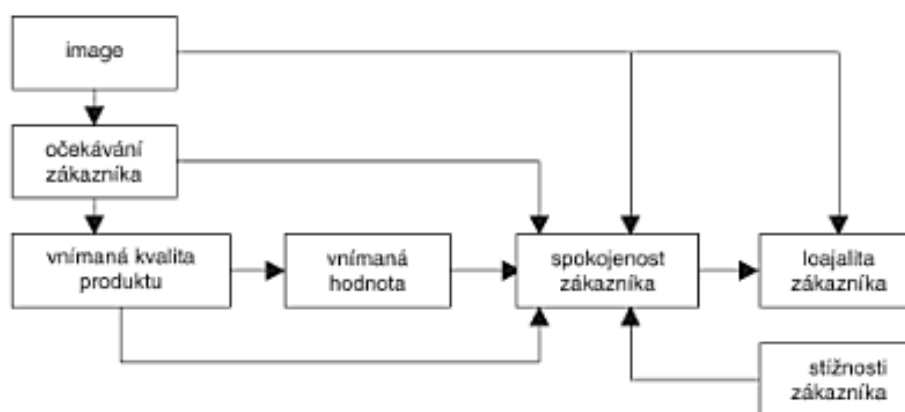 image
očekávání
zákazníka
vnímaná kvalita
produktu
vnímaná
hodnota
spokojenost
zákazníka
loajalita
zákazníka
stížnosti
zákazníka